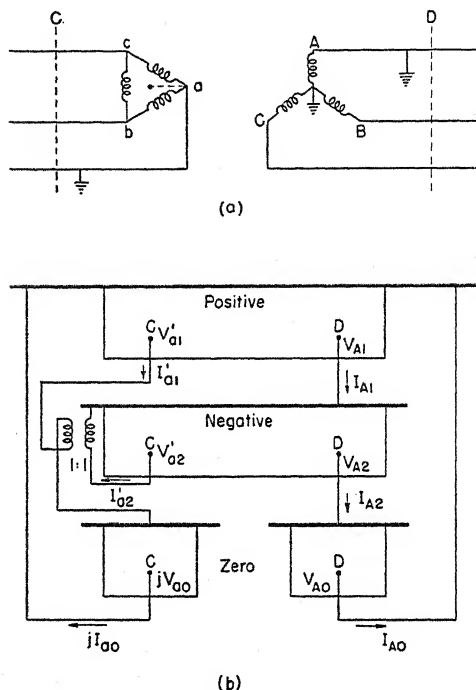 C
D
c
a
b
A
C
B
(a)
Positive
C V'a1
D
VA1
I'a1
IA1
Negative
1:1
C V'a2
D
VA2
I'a2
IA2
C
jVa0
Zero
D
VA0
jIa0
IA0
(b)